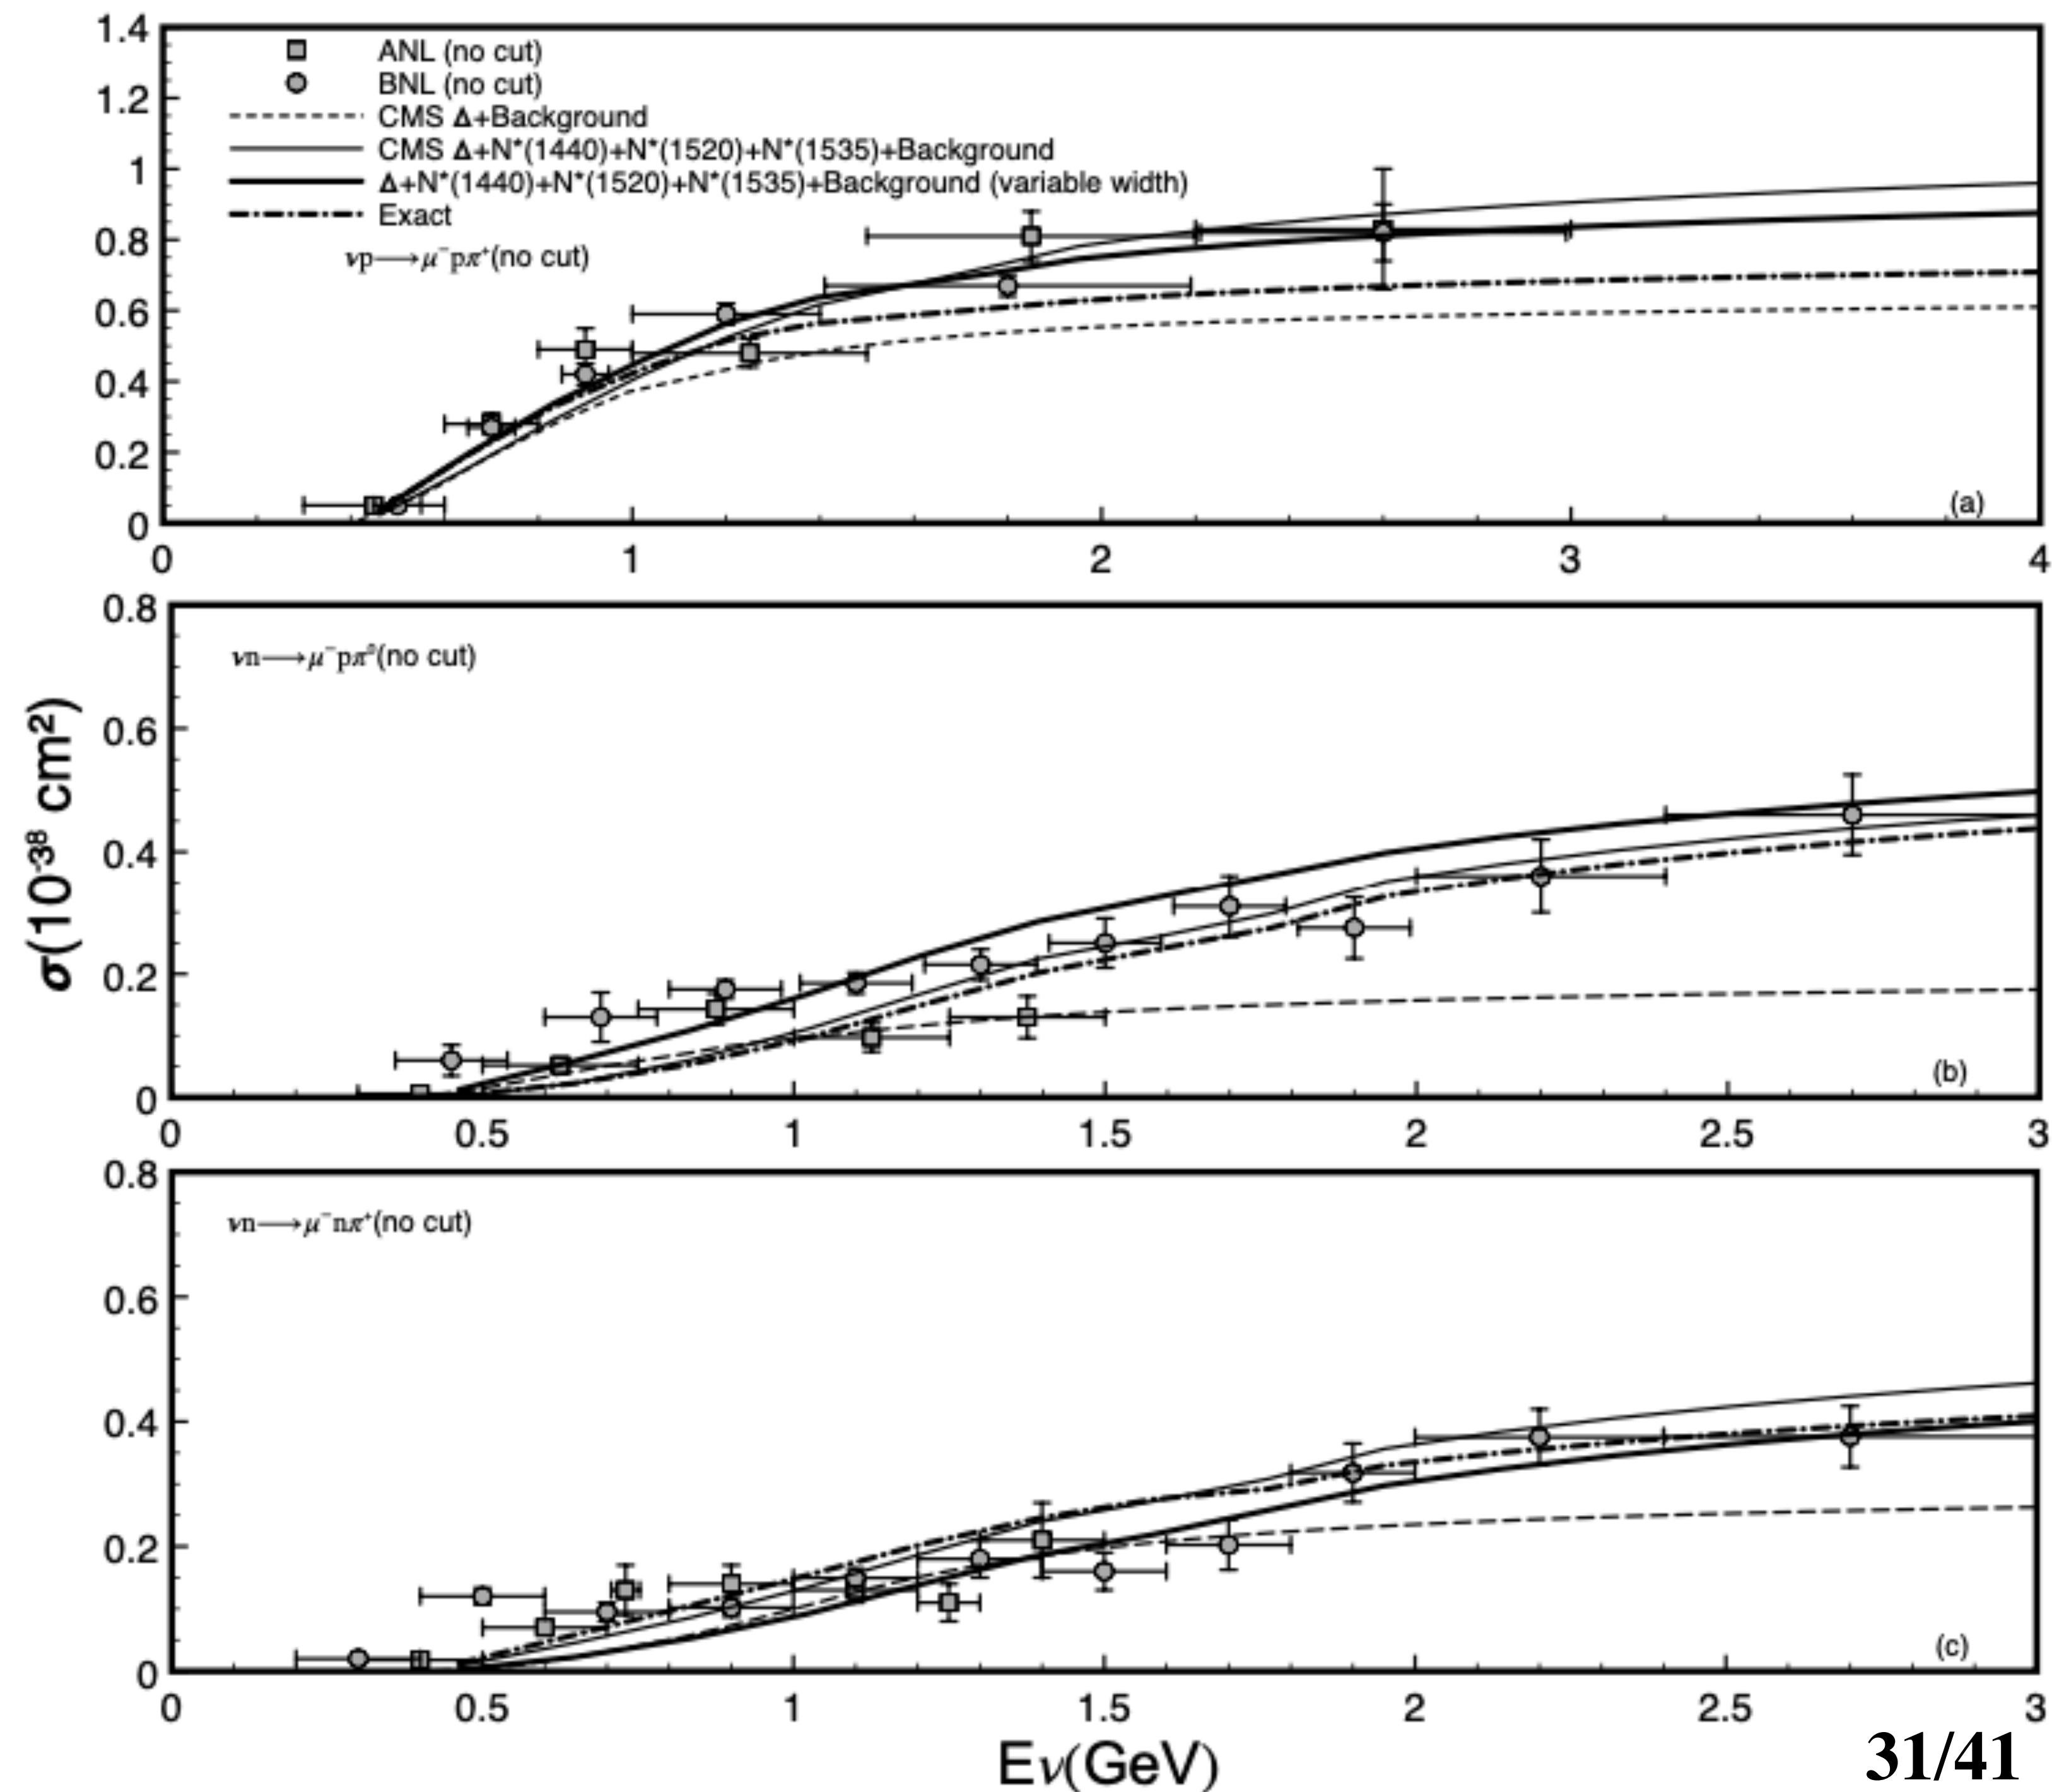 1.4
1.2
1
0.8
0.6
0.4
0.2
0
ANL (no cut)
BNL (no cut)
CMS Δ+Background
CMS Δ+N*(1440)+N*(1520)+N*(1535)+Background
Δ+N*(1440)+N*(1520)+N*(1535)+Background (variable width)
Exact
νp⟶μ⁻pπ⁺(no cut)
(a)
0 1 2 3 4
0.8
0.6
0.4
0.2
0
νn⟶μ⁻pπ⁰(no cut)
(b)
0 0.5 1 1.5 2 2.5 3
σ(10⁻³⁸ cm²)
0.8
0.6
0.4
0.2
0
νn⟶μ⁻nπ⁺(no cut)
(c)
0 0.5 1 1.5 2 2.5 3
Eν(GeV)
31/41